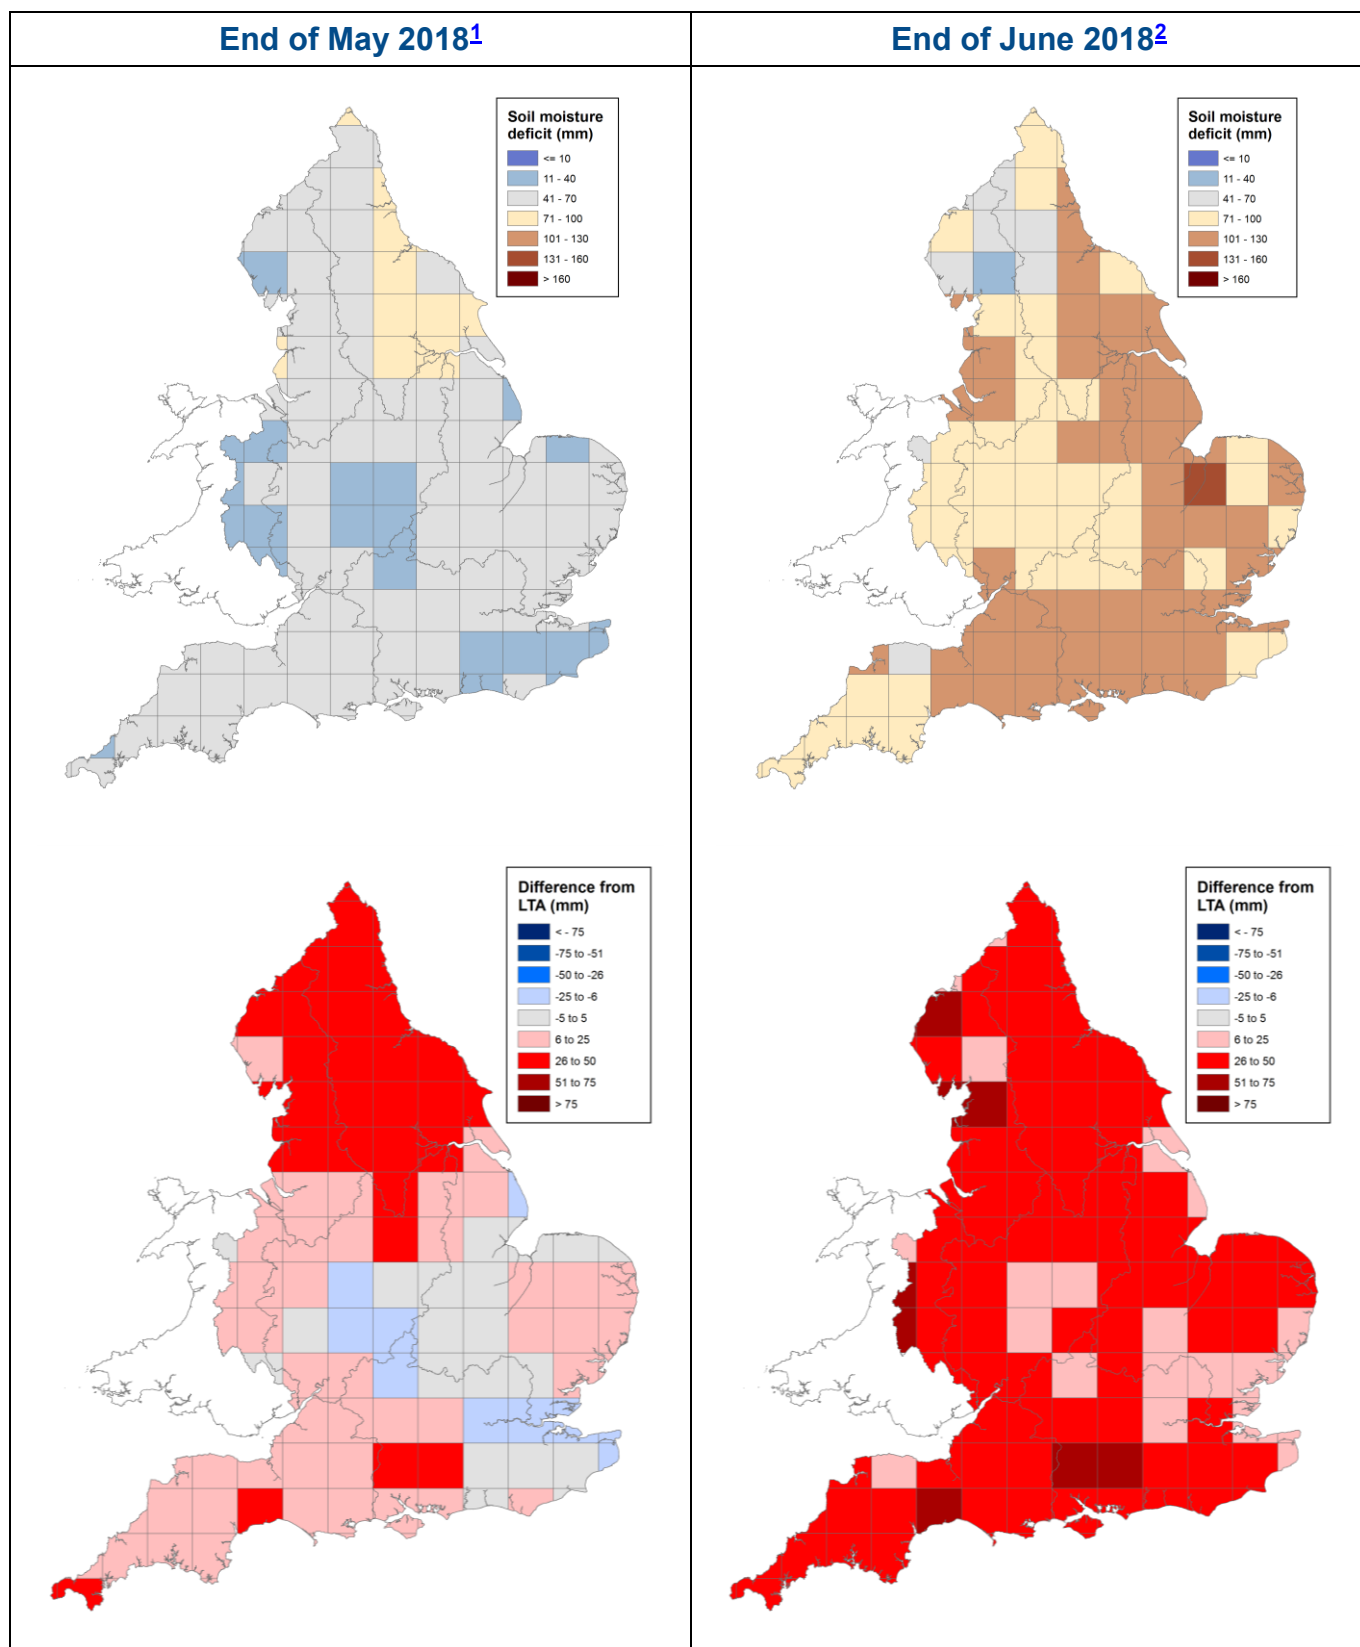 End of May 2018¹
End of June 2018²
Soil moisture
deficit (mm)
<= 10
11 - 40
41 - 70
71 - 100
101 - 130
131 - 160
> 160
Soil moisture
deficit (mm)
<= 10
11 - 40
41 - 70
71 - 100
101 - 130
131 - 160
> 160
Difference from
LTA (mm)
< - 75
-75 to -51
-50 to -26
-25 to -6
-5 to 5
6 to 25
26 to 50
51 to 75
> 75
Difference from
LTA (mm)
< - 75
-75 to -51
-50 to -26
-25 to -6
-5 to 5
6 to 25
26 to 50
51 to 75
> 75